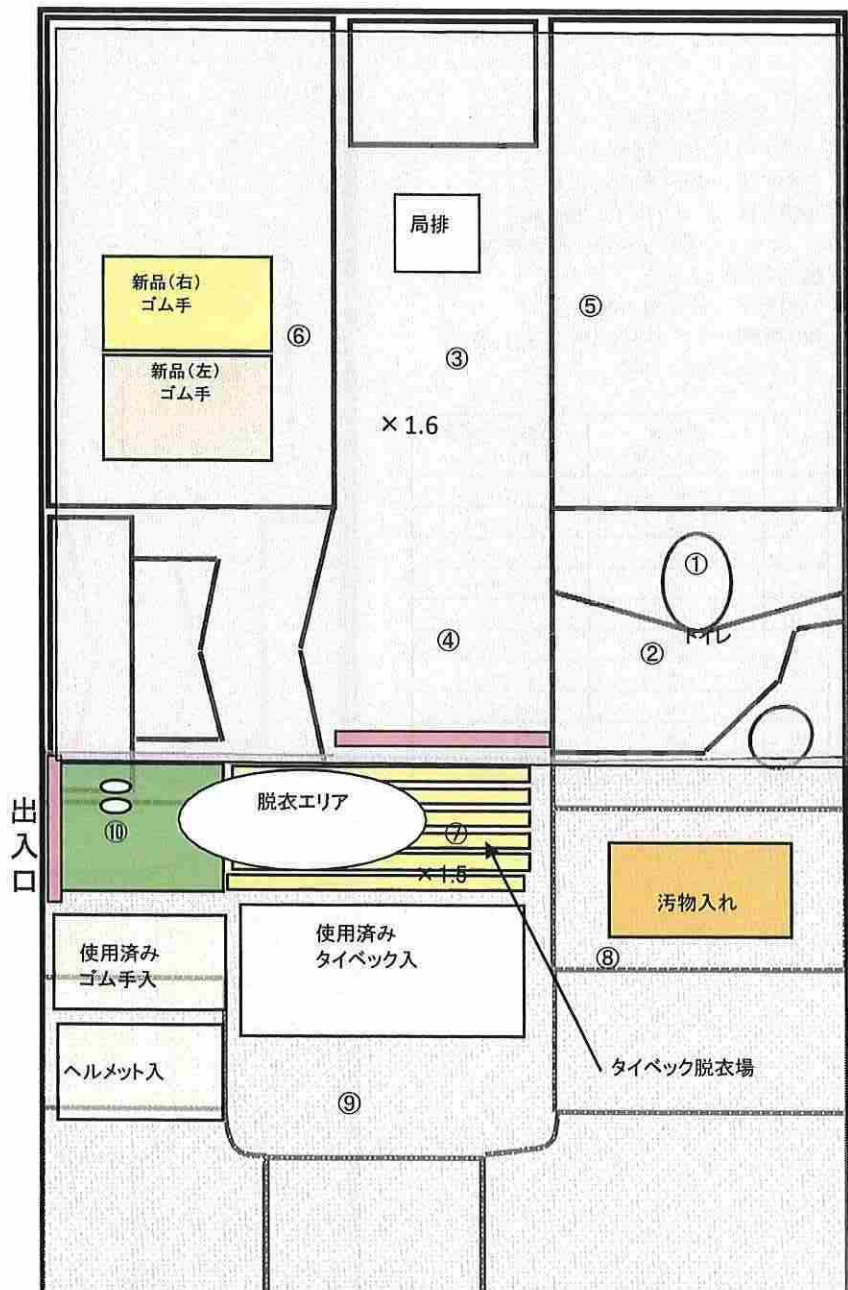 局排
新品(右)
ゴム手
⑥
新品(左)
ゴム手
③
⑤
×1.6
①
トイレ
②
④
出入口
脱衣エリア
⑩
⑦
×1.5
汚物入れ
使用済み
ゴム手入
使用済み
タイベック入
⑧
ヘルメット入
タイベック脱衣場
⑨